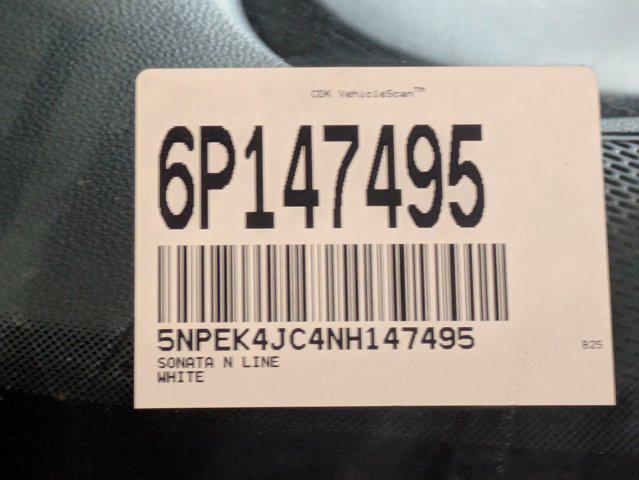 CDK VehicleScan™
6P147495
5NPEK4JC4NH147495
825
SONATA N LINE
WHITE